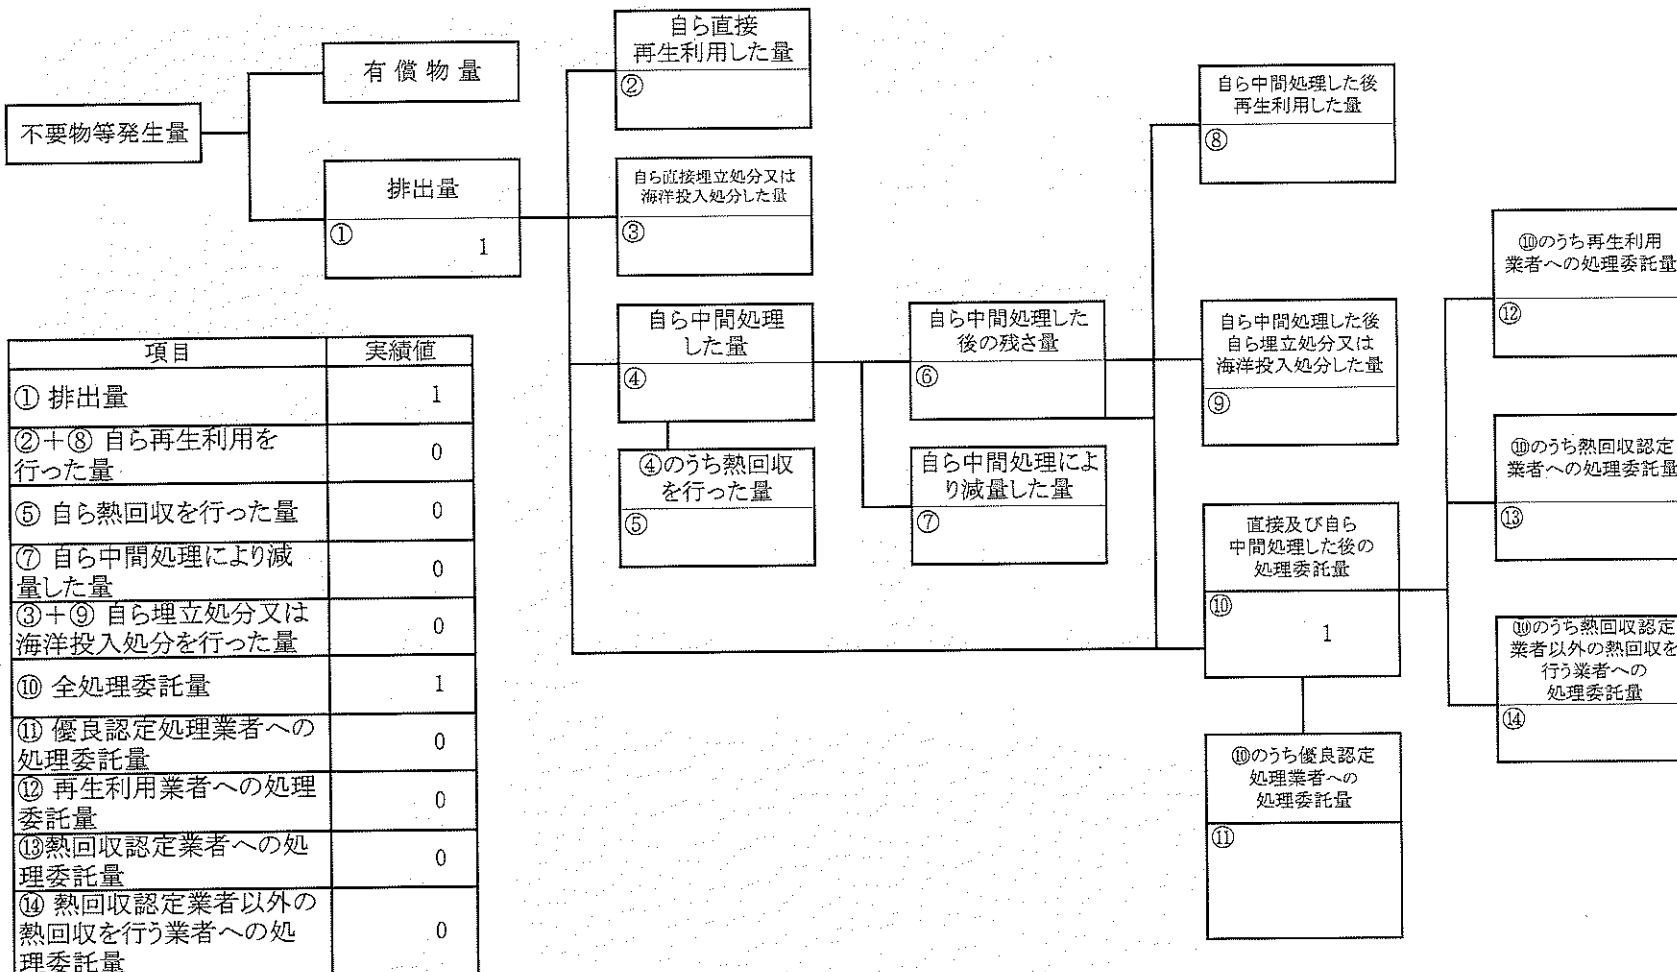 不要物等発生量
有 償 物 量
排出量
①
1
自ら直接
再生利用した量
②
自ら直接埋立処分又は
海洋投入処分した量
③
自ら中間処理
した量
④
④のうち熱回収
を行った量
⑤
自ら中間処理した
後の残さ量
⑥
自ら中間処理によ
り減量した量
⑦
自ら中間処理した後
再生利用した量
⑧
自ら中間処理した後
自ら埋立処分又は
海洋投入処分した量
⑨
直接及び自ら
中間処理した後の
処理委託量
⑩
1
⑩のうち優良認定
処理業者への
処理委託量
⑪
⑩のうち再生利用
業者への処理委託量
⑫
⑩のうち熱回収認定
業者への処理委託量
⑬
⑩のうち熱回収認定
業者以外の熱回収を
行う業者への
処理委託量
⑭
項目 実績値
① 排出量 1
②+⑧ 自ら再生利用を
行った量 0
⑤ 自ら熱回収を行った量 0
⑦ 自ら中間処理により減
量した量 0
③+⑨ 自ら埋立処分又は
海洋投入処分を行った量 0
⑩ 全処理委託量 1
⑪ 優良認定処理業者への
処理委託量 0
⑫ 再生利用業者への処理
委託量 0
⑬熱回収認定業者への処
理委託量 0
⑭ 熱回収認定業者以外の
熱回収を行う業者への処 0
理委託量